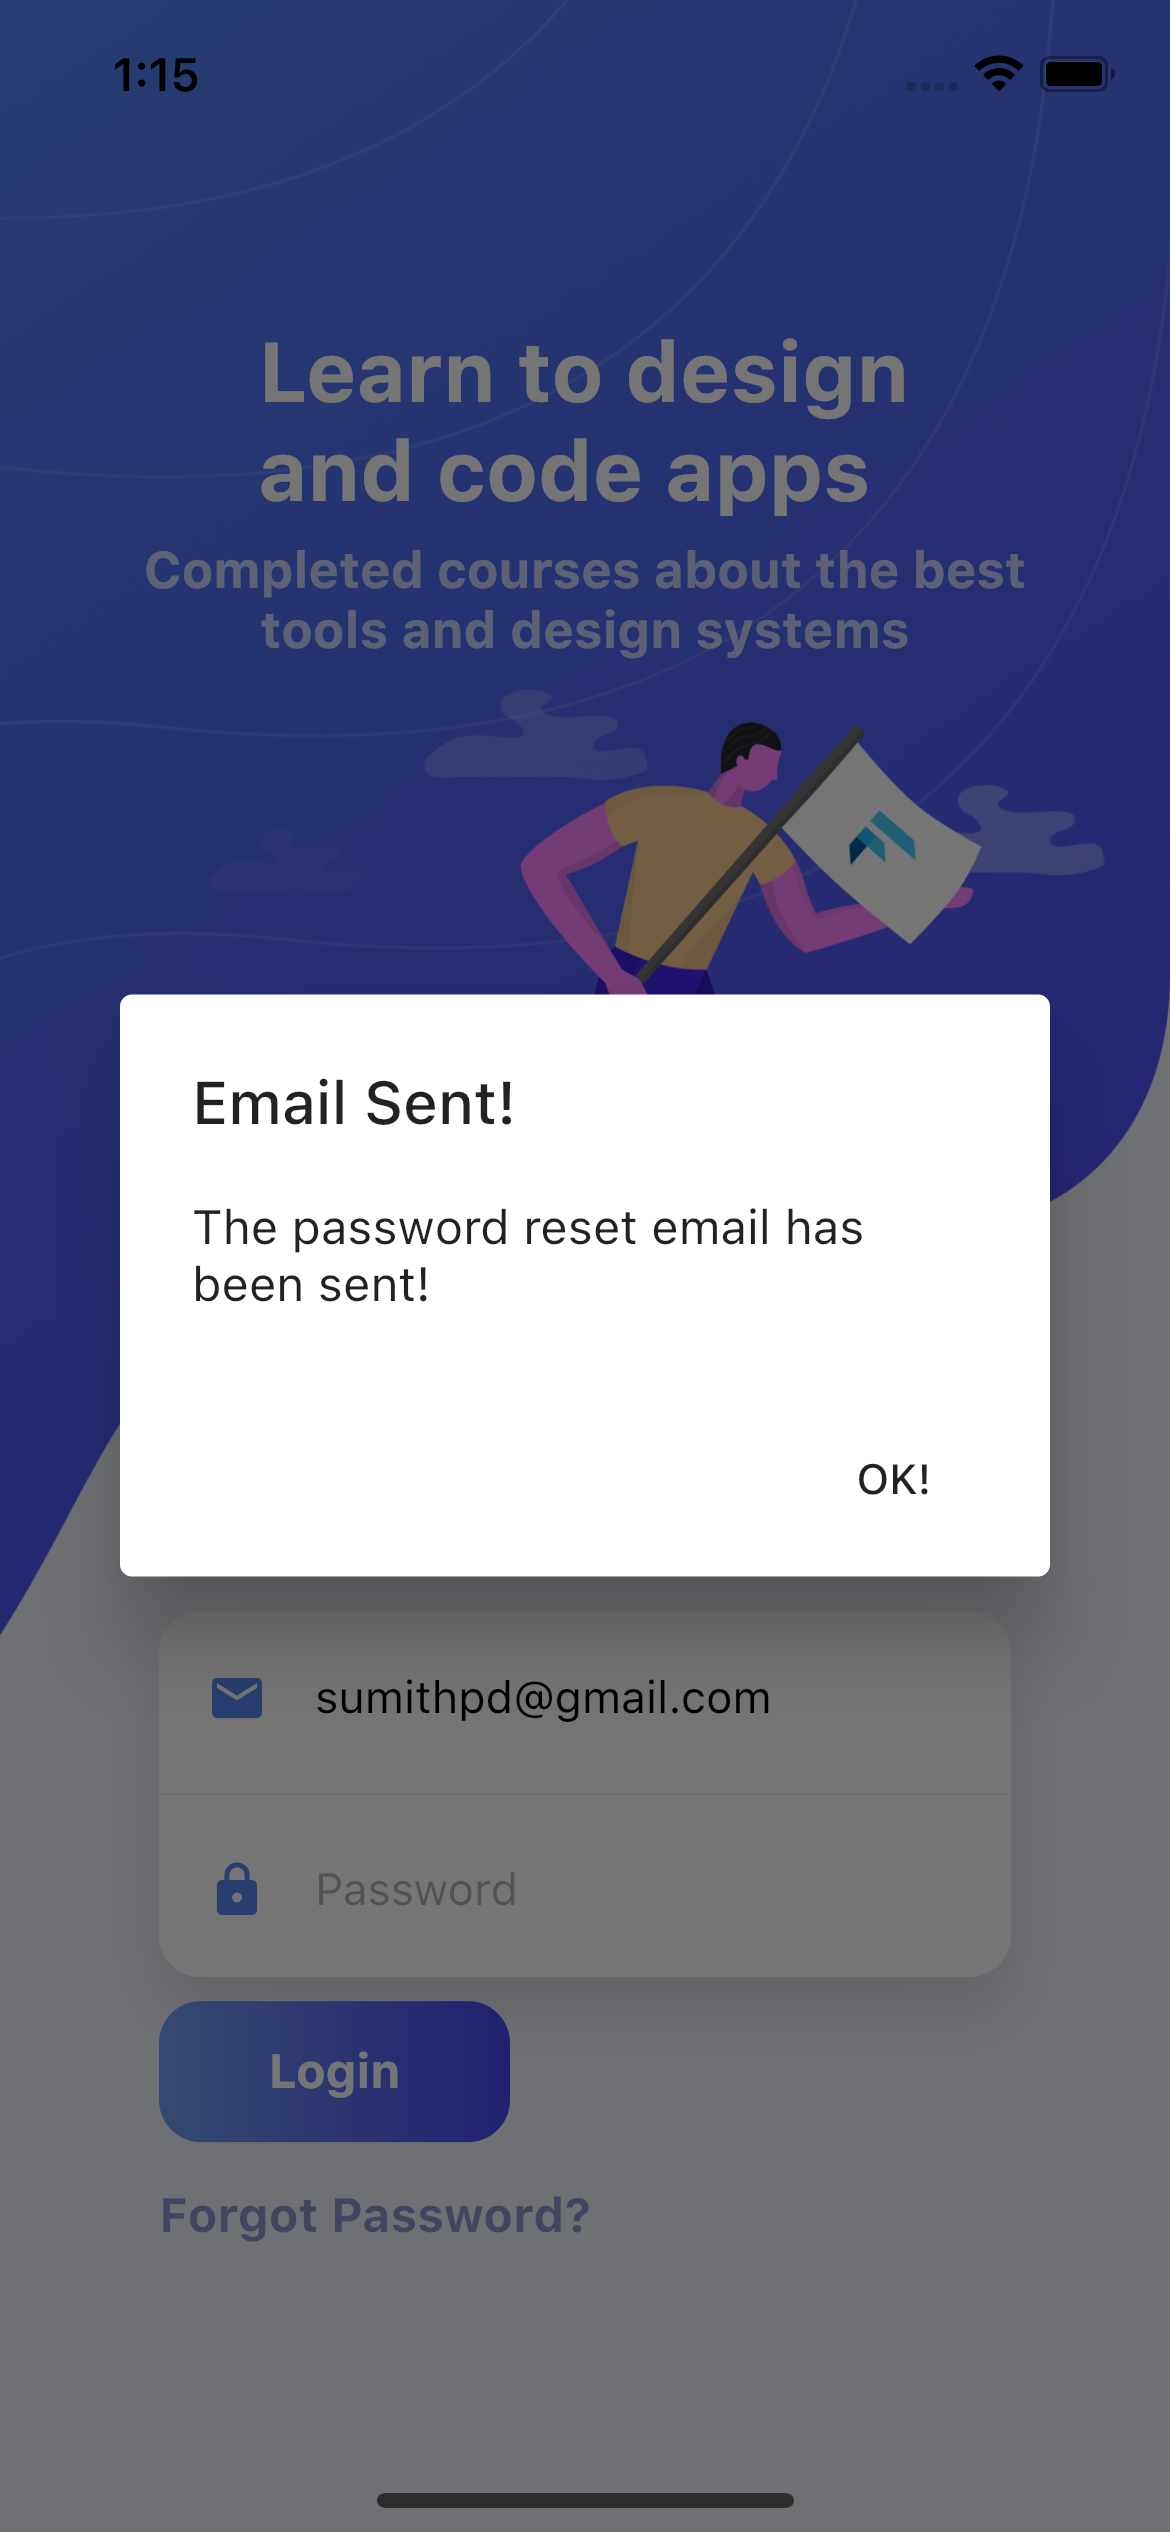 1:15
Learn to design
and code apps
Completed courses about the best
tools and design systems
Email Sent!
The password reset email has
been sent!
OK!
sumithpd@gmail.com
Password
Login
Forgot Password?